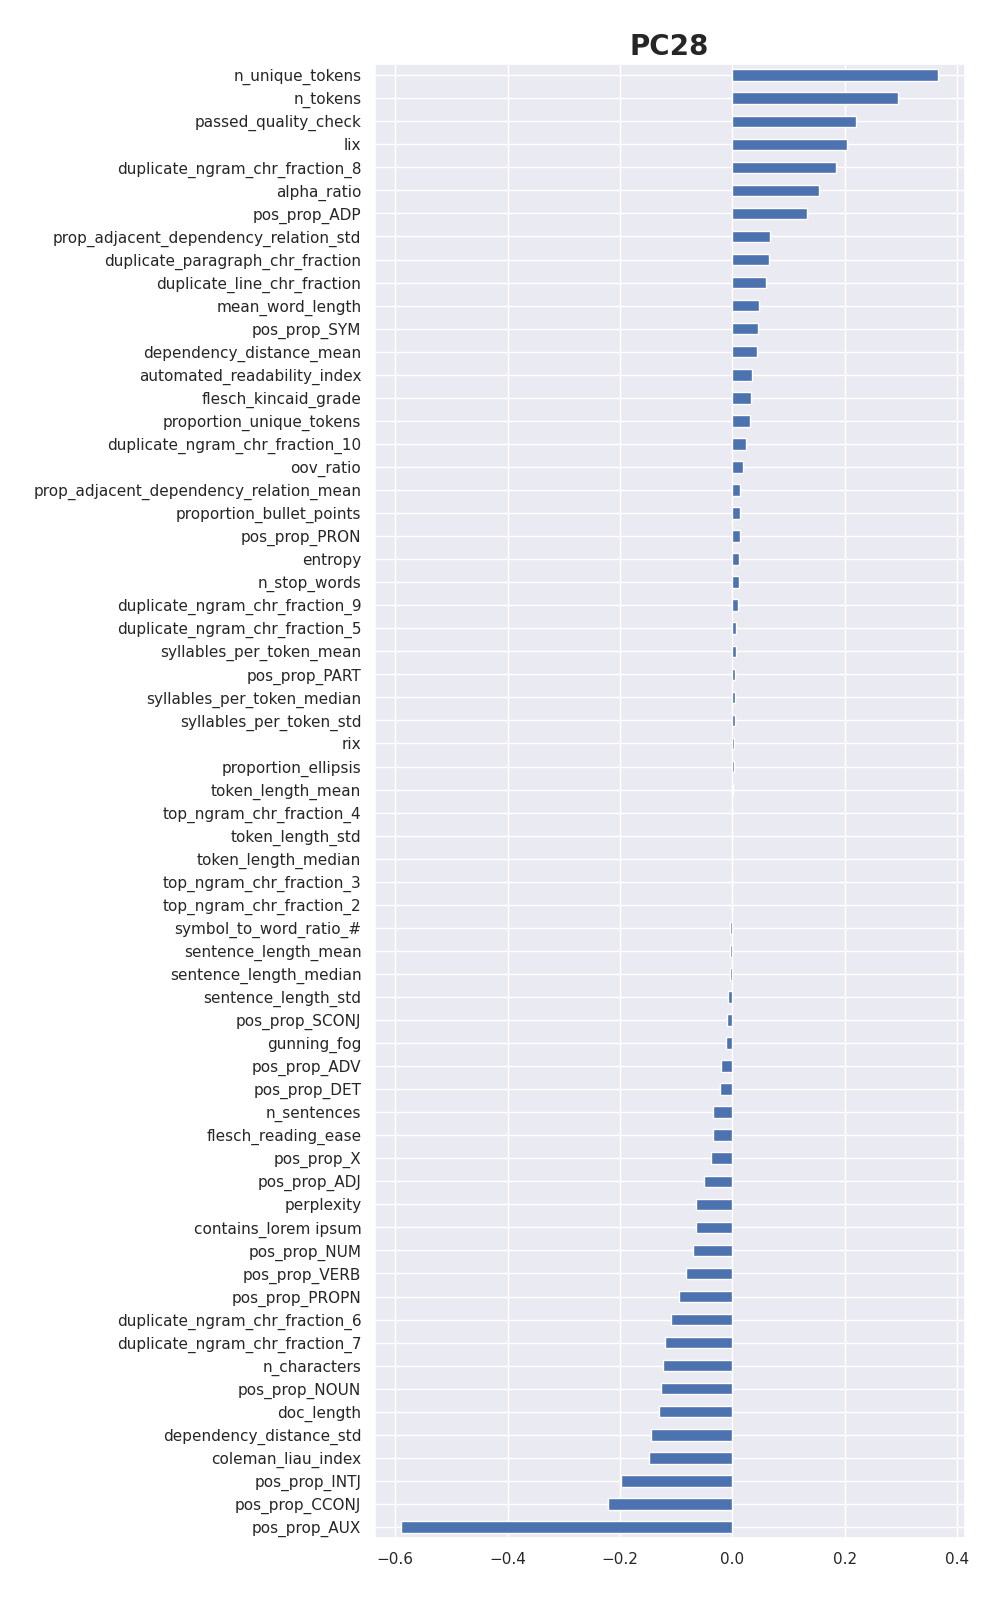 PC28
n_unique_tokens
n_tokens
passed_quality_check
lix
duplicate_ngram_chr_fraction_8
alpha_ratio
pos_prop_ADP
prop_adjacent_dependency_relation_std
duplicate_paragraph_chr_fraction
duplicate_line_chr_fraction
mean_word_length
pos_prop_SYM
dependency_distance_mean
automated_readability_index
flesch_kincaid_grade
proportion_unique_tokens
duplicate_ngram_chr_fraction_10
oov_ratio
prop_adjacent_dependency_relation_mean
proportion_bullet_points
pos_prop_PRON
entropy
n_stop_words
duplicate_ngram_chr_fraction_9
duplicate_ngram_chr_fraction_5
syllables_per_token_mean
pos_prop_PART
syllables_per_token_median
syllables_per_token_std
rix
proportion_ellipsis
token_length_mean
top_ngram_chr_fraction_4
token_length_std
token_length_median
top_ngram_chr_fraction_3
top_ngram_chr_fraction_2
symbol_to_word_ratio_#
sentence_length_mean
sentence_length_median
sentence_length_std
pos_prop_SCONJ
gunning_fog
pos_prop_ADV
pos_prop_DET
n_sentences
flesch_reading_ease
pos_prop_X
pos_prop_ADJ
perplexity
contains_lorem ipsum
pos_prop_NUM
pos_prop_VERB
pos_prop_PROPN
duplicate_ngram_chr_fraction_6
duplicate_ngram_chr_fraction_7
n_characters
pos_prop_NOUN
doc_length
dependency_distance_std
coleman_liau_index
pos_prop_INTJ
pos_prop_CCONJ
pos_prop_AUX
−0.6 −0.4 −0.2 0.0 0.2 0.4